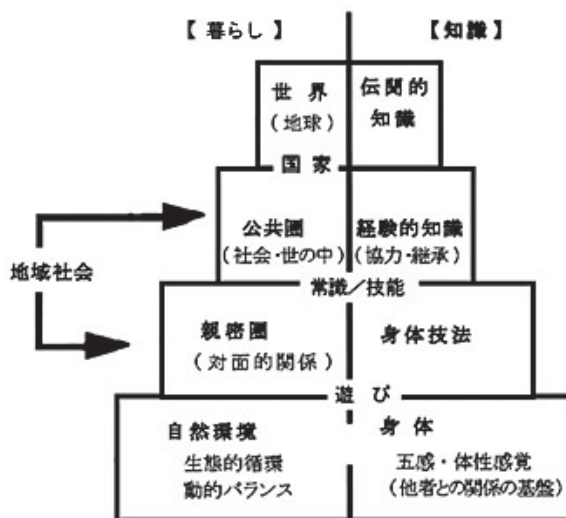 【 暮らし 】
【知識】
世 界
(地球)
伝聞的
知識
国 家
公共圏
(社会・世の中)
経験的知識
(協力・継承)
地域社会
常識／技能
親密圏
(対面的関係)
身体技法
遊 び
自然環境
生態的循環
動的バランス
身 体
五感・体性感覚
(他者との関係の基盤)